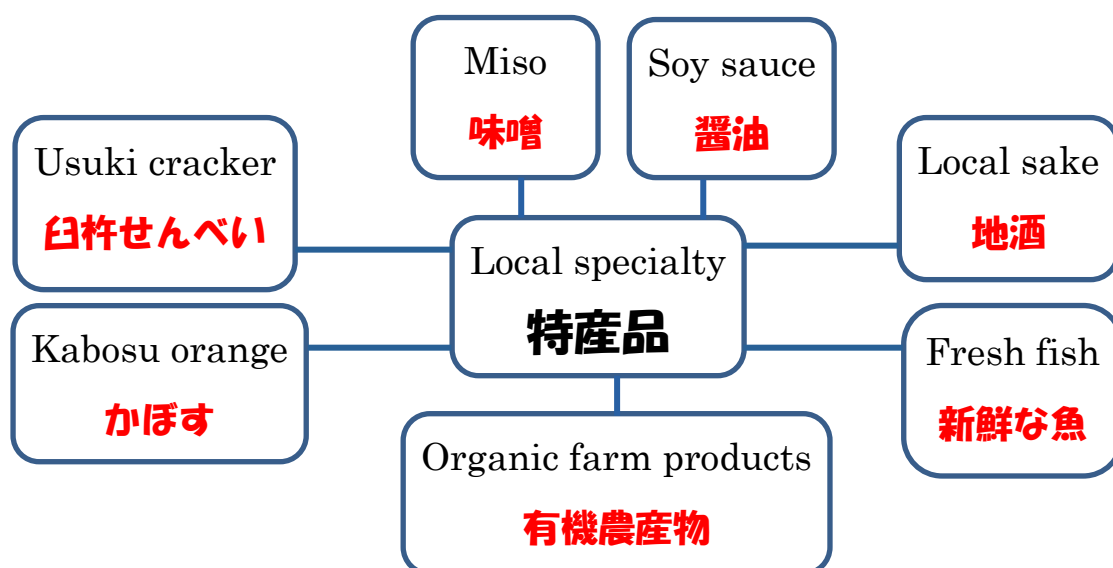 Miso
味噌
Soy sauce
醤油
Usuki cracker
臼杵せんべい
Local sake
地酒
Local specialty
特産品
Kabosu orange
かぼす
Fresh fish
新鮮な魚
Organic farm products
有機農産物